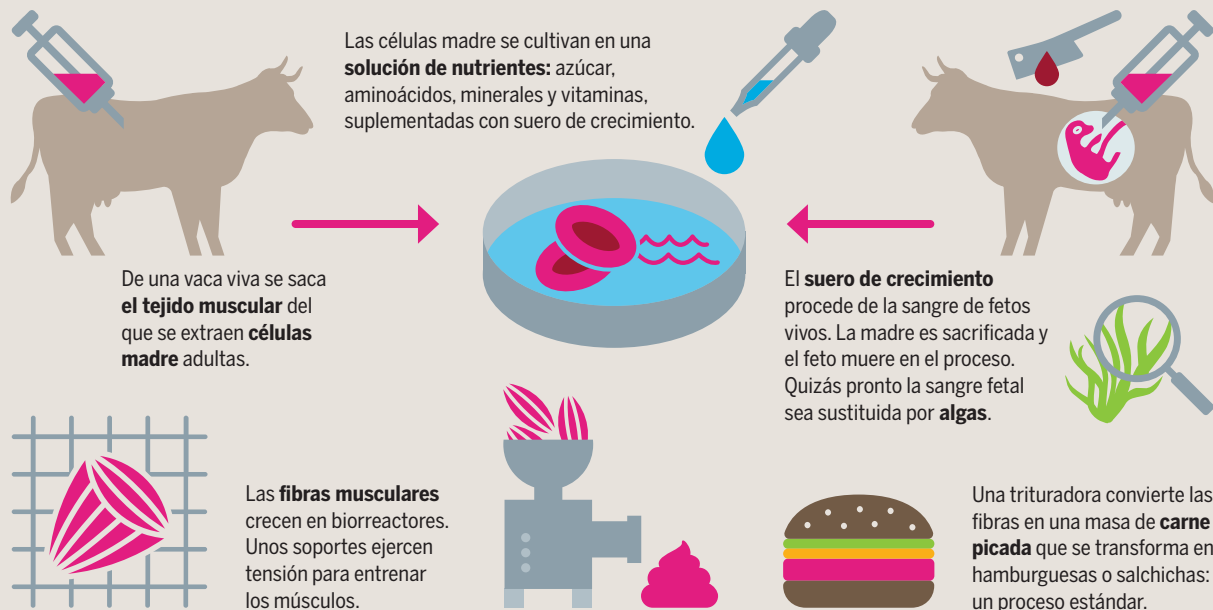 Las células madre se cultivan en una
solución de nutrientes: azúcar,
aminoácidos, minerales y vitaminas,
suplementadas con suero de crecimiento.
De una vaca viva se saca
el tejido muscular del
que se extraen células
madre adultas.
El suero de crecimiento
procede de la sangre de fetos
vivos. La madre es sacrificada y
el feto muere en el proceso.
Quizás pronto la sangre fetal
sea sustituida por algas.
Las fibras musculares
crecen en biorreactores.
Unos soportes ejercen
tensión para entrenar
los músculos.
Una trituradora convierte las
fibras en una masa de carne
picada que se transforma en
hamburguesas o salchichas:
un proceso estándar.